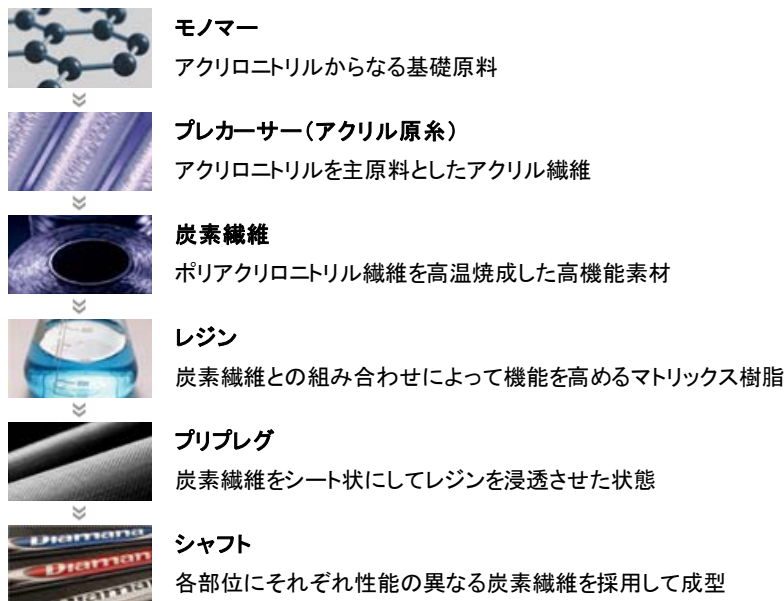 モノマー
アクリロニトリルからなる基礎原料
プレカーサー（アクリル原糸）
アクリロニトリルを主原料としたアクリル繊維
炭素繊維
ポリアクリロニトリル繊維を高温焼成した高機能素材
レジン
炭素繊維との組み合わせによって機能を高めるマトリックス樹脂
プリプレグ
炭素繊維をシート状にしてレジンを浸透させた状態
Diamana
シャフト
各部位にそれぞれ性能の異なる炭素繊維を採用して成型